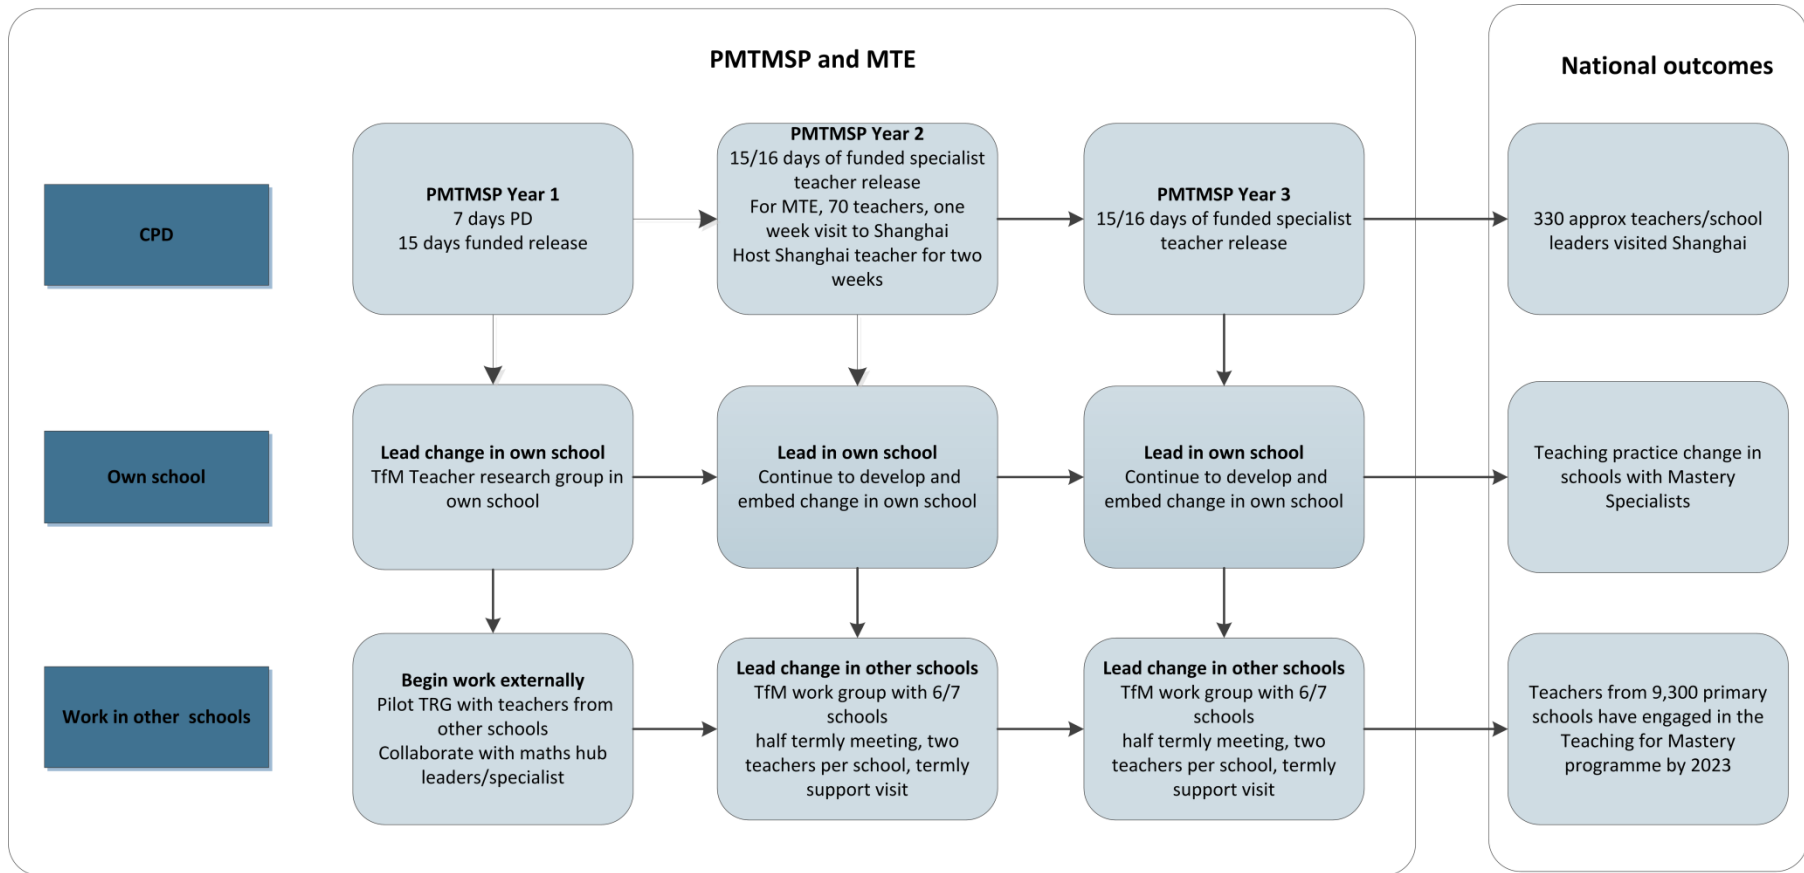 PMTMSP and MTE
National outcomes
CPD
PMTMSP Year 1
7 days PD
15 days funded release
PMTMSP Year 2
15/16 days of funded specialist
teacher release
For MTE, 70 teachers, one
week visit to Shanghai
Host Shanghai teacher for two
weeks
PMTMSP Year 3
15/16 days of funded specialist
teacher release
330 approx teachers/school
leaders visited Shanghai
Own school
Lead change in own school
TfM Teacher research group in
own school
Lead in own school
Continue to develop and
embed change in own school
Lead in own school
Continue to develop and
embed change in own school
Teaching practice change in
schools with Mastery
Specialists
Work in other schools
Begin work externally
Pilot TRG with teachers from
other schools
Collaborate with maths hub
leaders/specialist
Lead change in other schools
TfM work group with 6/7
schools
half termly meeting, two
teachers per school, termly
support visit
Lead change in other schools
TfM work group with 6/7
schools
half termly meeting, two
teachers per school, termly
support visit
Teachers from 9,300 primary
schools have engaged in the
Teaching for Mastery
programme by 2023